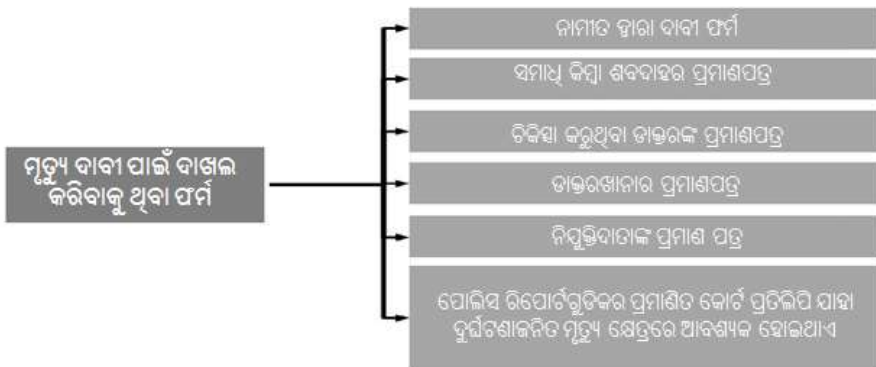 ମୃତ୍ୟୁ ଦାବୀ ପାଇଁ ଦାଖଲ
କରିବାକୁ ଥିବା ଫର୍ମ
ନାମୀତ ଦ୍ୱାରା ଦାବୀ ଫର୍ମ
ସମାଧି କିମ୍ବା ଶବଦାହର ପ୍ରମାଣପତ୍ର
ଚିକିତ୍ସା କରୁଥିବା ଡାକ୍ତରଙ୍କ ପ୍ରମାଣପତ୍ର
ଡାକ୍ତରଖାନାର ପ୍ରମାଣପତ୍ର
ନିଯୁକ୍ତିଦାତାଙ୍କ ପ୍ରମାଣ ପତ୍ର
ପୋଲିସ ରିପୋର୍ଟଗୁଡିକର ପ୍ରମାଣିତ କୋର୍ଟ ପ୍ରତିଲିପି ଯାହା
ଦୁର୍ଘଟଣାଜନିତ ମୃତ୍ୟୁ କ୍ଷେତ୍ରରେ ଆବଶ୍ୟକ ହୋଇଥାଏ